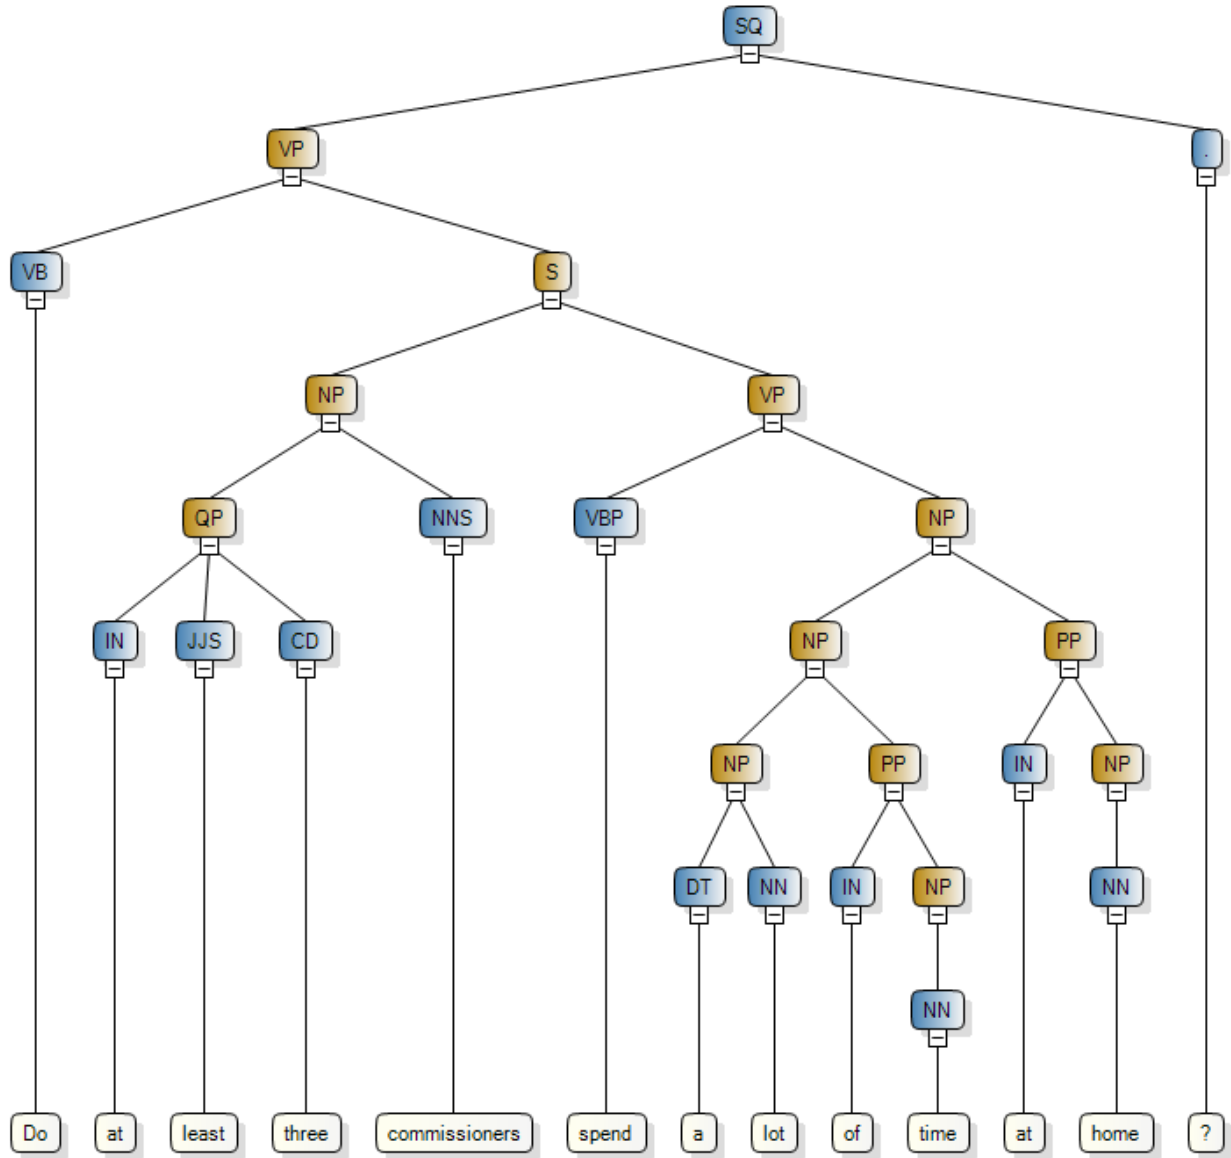 SQ
VP .
VB S
NP VP
QP NNS VBP NP
IN JJS CD NP PP
NP PP IN NP
DT NN IN NP NN
NN
Do at least three commissioners spend a lot of time at home ?